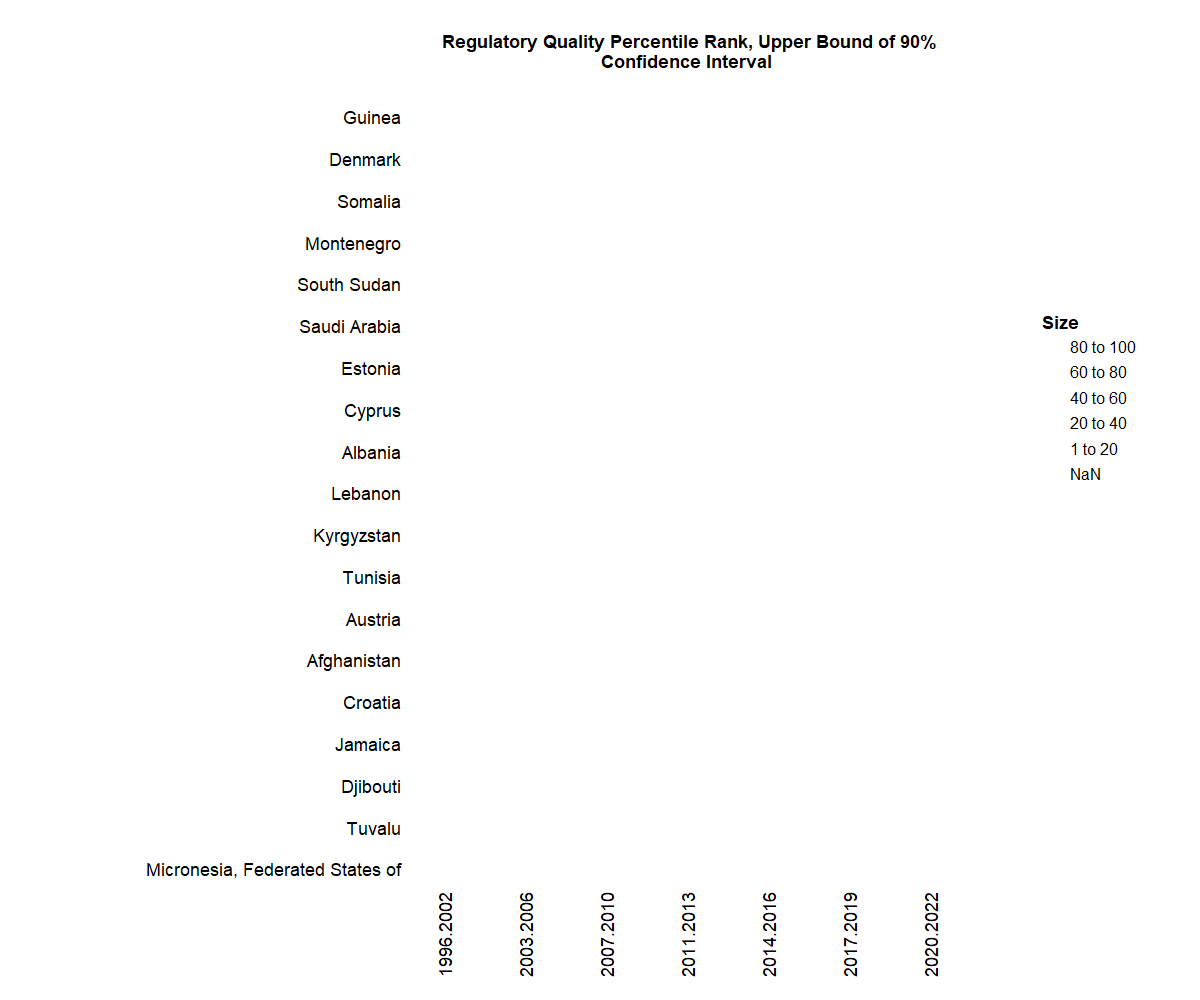 Regulatory Quality Percentile Rank, Upper Bound of 90%
Confidence Interval
Guinea
Denmark
Somalia
Montenegro
South Sudan
Saudi Arabia
Estonia
Cyprus
Albania
Lebanon
Kyrgyzstan
Tunisia
Austria
Afghanistan
Croatia
Jamaica
Djibouti
Tuvalu
Micronesia, Federated States of
1996.2002
2003.2006
2007.2010
2011.2013
2014.2016
2017.2019
2020.2022
Size
80 to 100
60 to 80
40 to 60
20 to 40
1 to 20
NaN